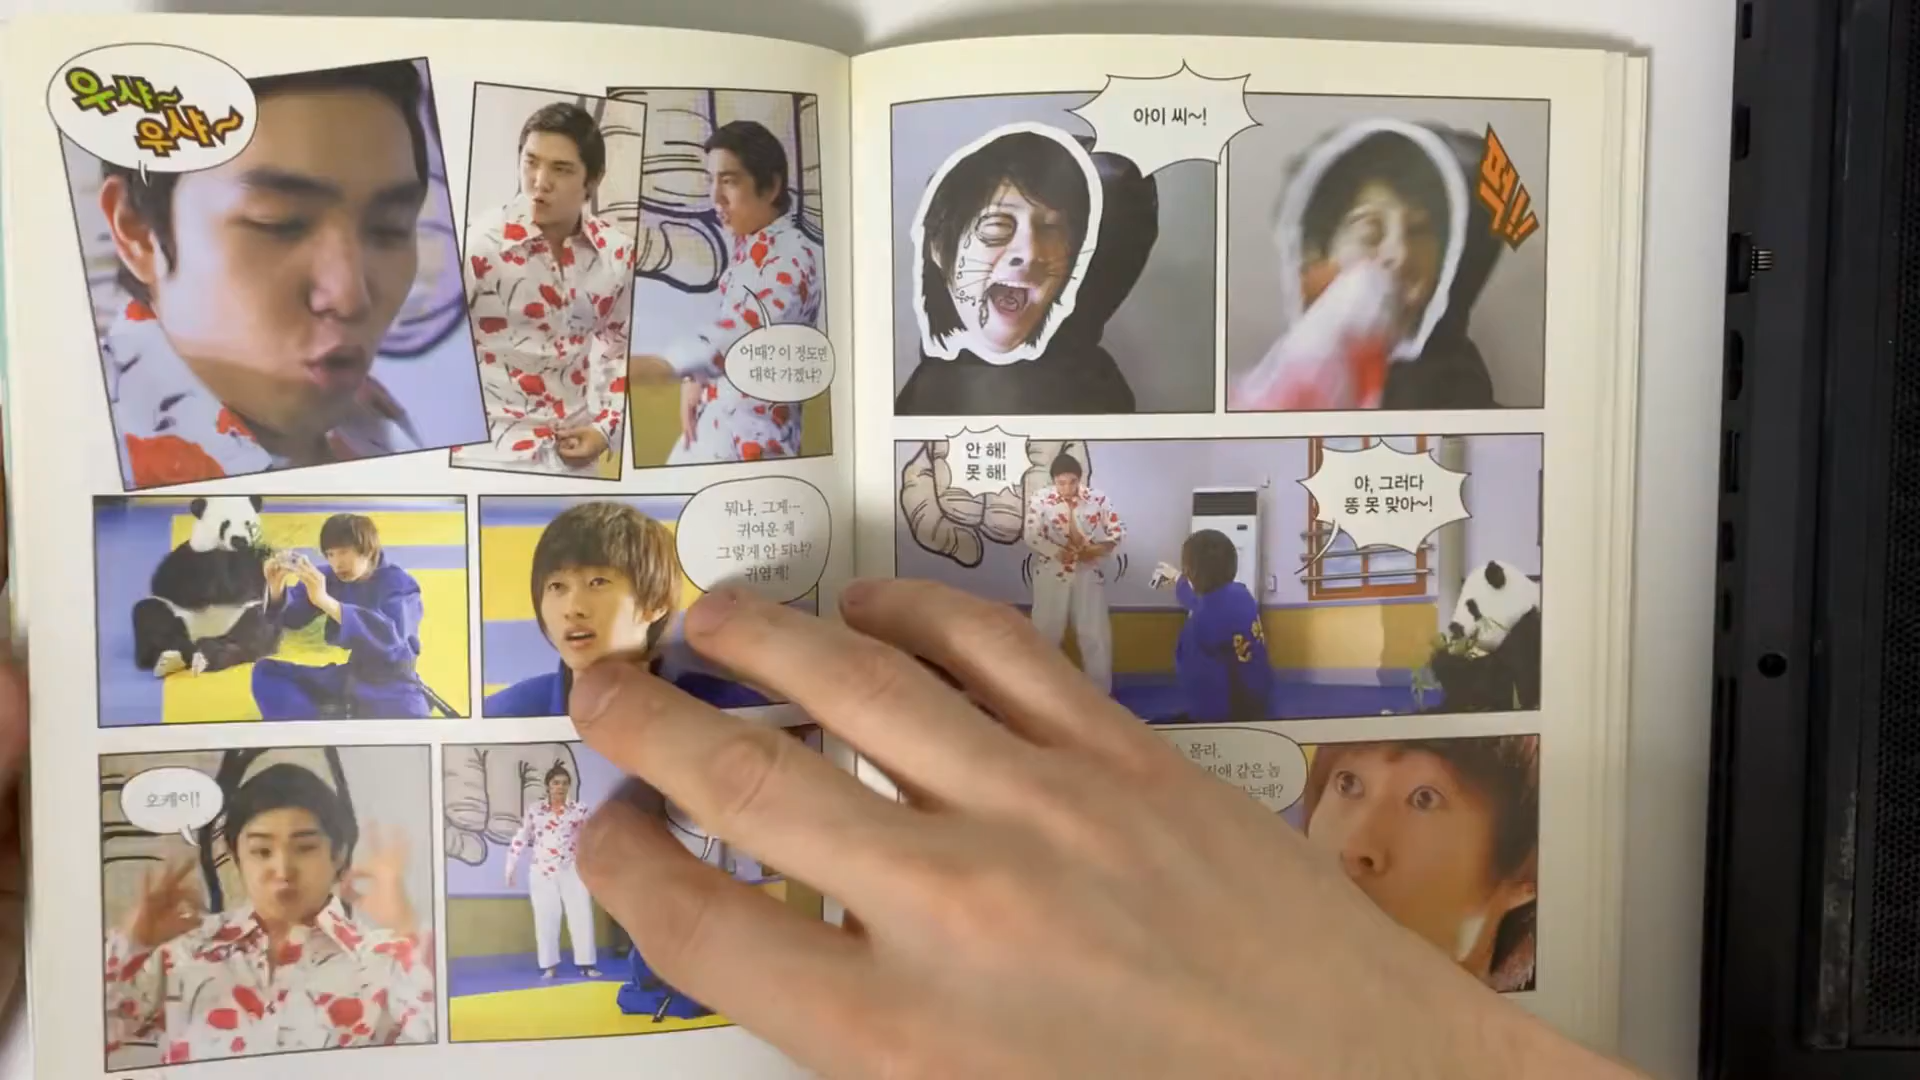 우샤~
우샤~
어때? 이 정도면
대학 가겠냐?
뭐냐, 그게….
귀여운 게
그렇게 안 되냐?
귀엽게!
오케이!
아이 씨~!
퍽!!
안 해!
못 해!
야, 그러다
똥 못 맞아~!
몰라.
같은 놈